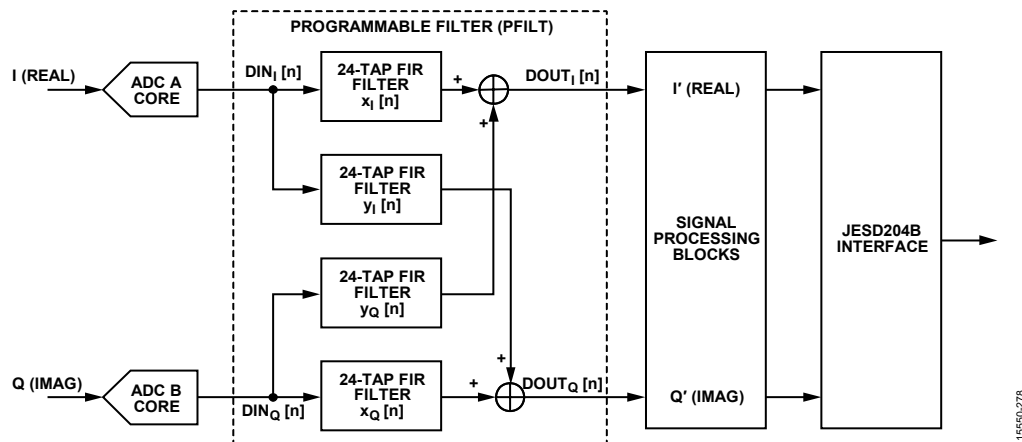 PROGRAMMABLE FILTER (PFILT)
I (REAL)
ADC A
CORE
DINI [n]
24-TAP FIR
FILTER
xI [n]
+
+
DOUTI [n]
I′ (REAL)
24-TAP FIR
FILTER
yI [n]
SIGNAL
PROCESSING
BLOCKS
JESD204B
INTERFACE
24-TAP FIR
FILTER
yQ [n]
Q (IMAG)
ADC B
CORE
DINQ [n]
24-TAP FIR
FILTER
xQ [n]
+
+
DOUTQ [n]
Q′ (IMAG)
15550-278